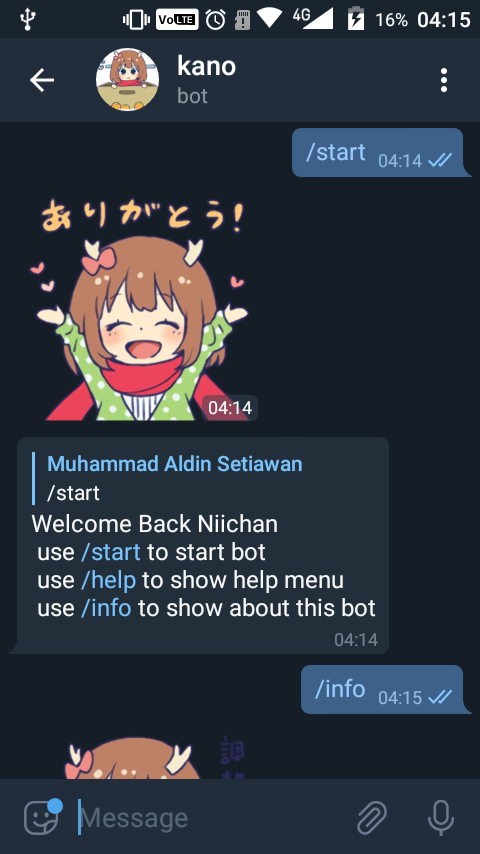 VoLTE
4G
16%
04:15
kano
bot
/start
04:14
ありがとう!
04:14
Muhammad Aldin Setiawan
/start
Welcome Back Niichan
use /start to start bot
use /help to show help menu
use /info to show about this bot
04:14
/info
04:15
調
Message